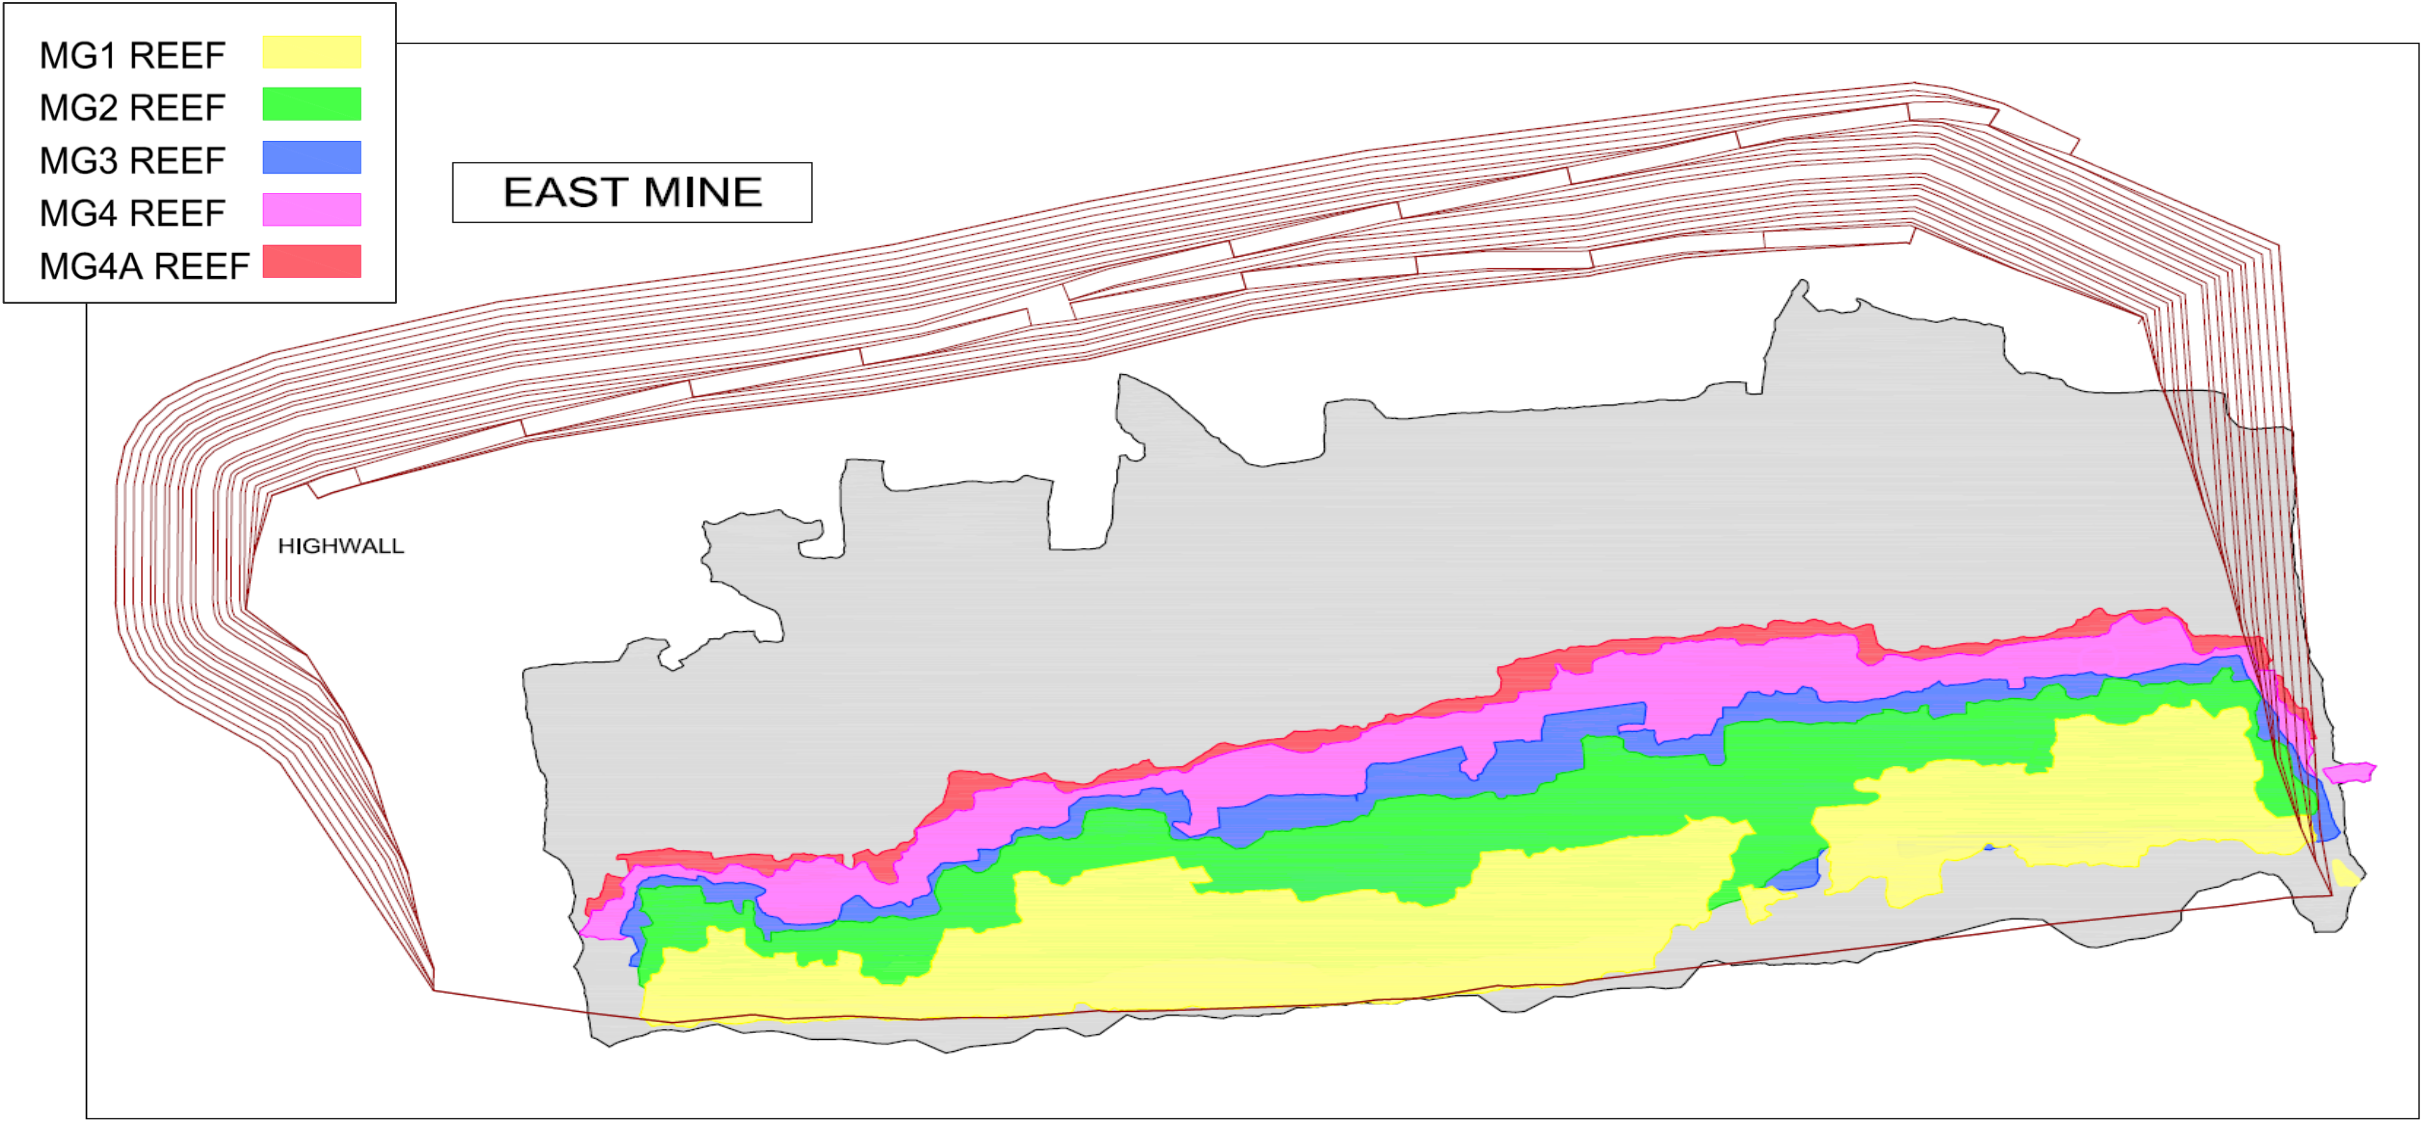 MG1 REEF
MG2 REEF
MG3 REEF
MG4 REEF
MG4A REEF
EAST MINE
HIGHWALL